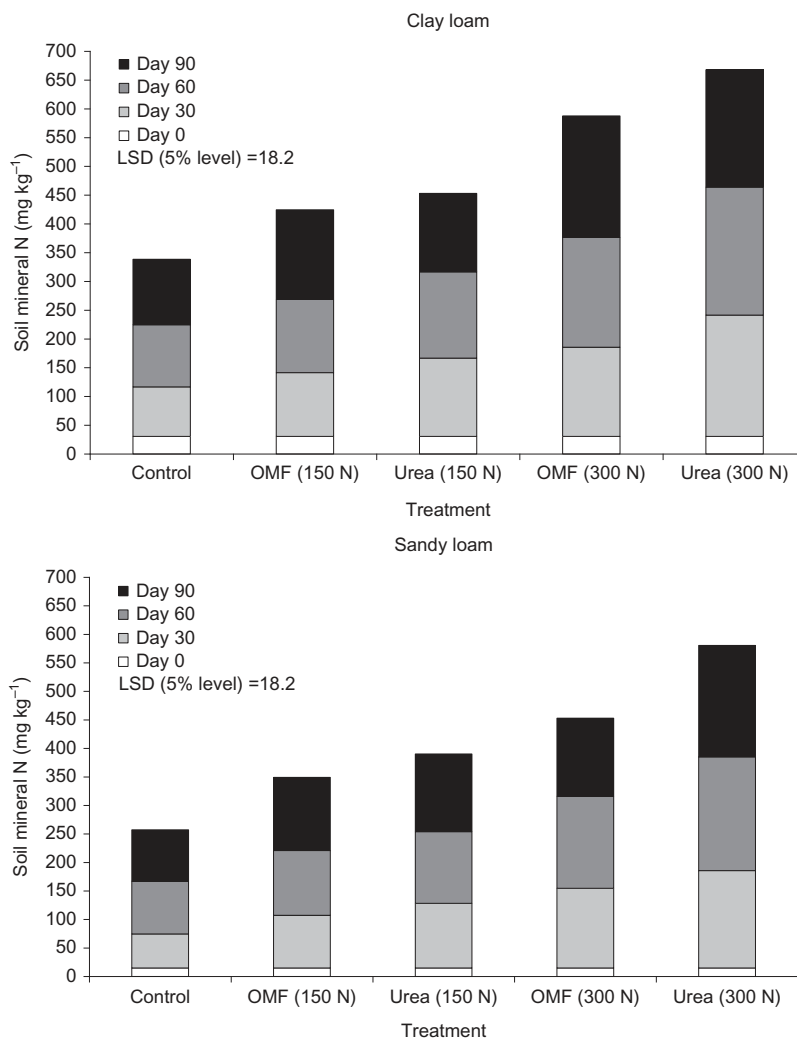 Clay loam
Soil mineral N (mg kg⁻¹)
700
650
600
550
500
450
400
350
300
250
200
150
100
50
0
Day 90
Day 60
Day 30
Day 0
LSD (5% level) =18.2
Control OMF (150 N) Urea (150 N) OMF (300 N) Urea (300 N)
Treatment
Sandy loam
Soil mineral N (mg kg⁻¹)
700
650
600
550
500
450
400
350
300
250
200
150
100
50
0
Day 90
Day 60
Day 30
Day 0
LSD (5% level) =18.2
Control OMF (150 N) Urea (150 N) OMF (300 N) Urea (300 N)
Treatment